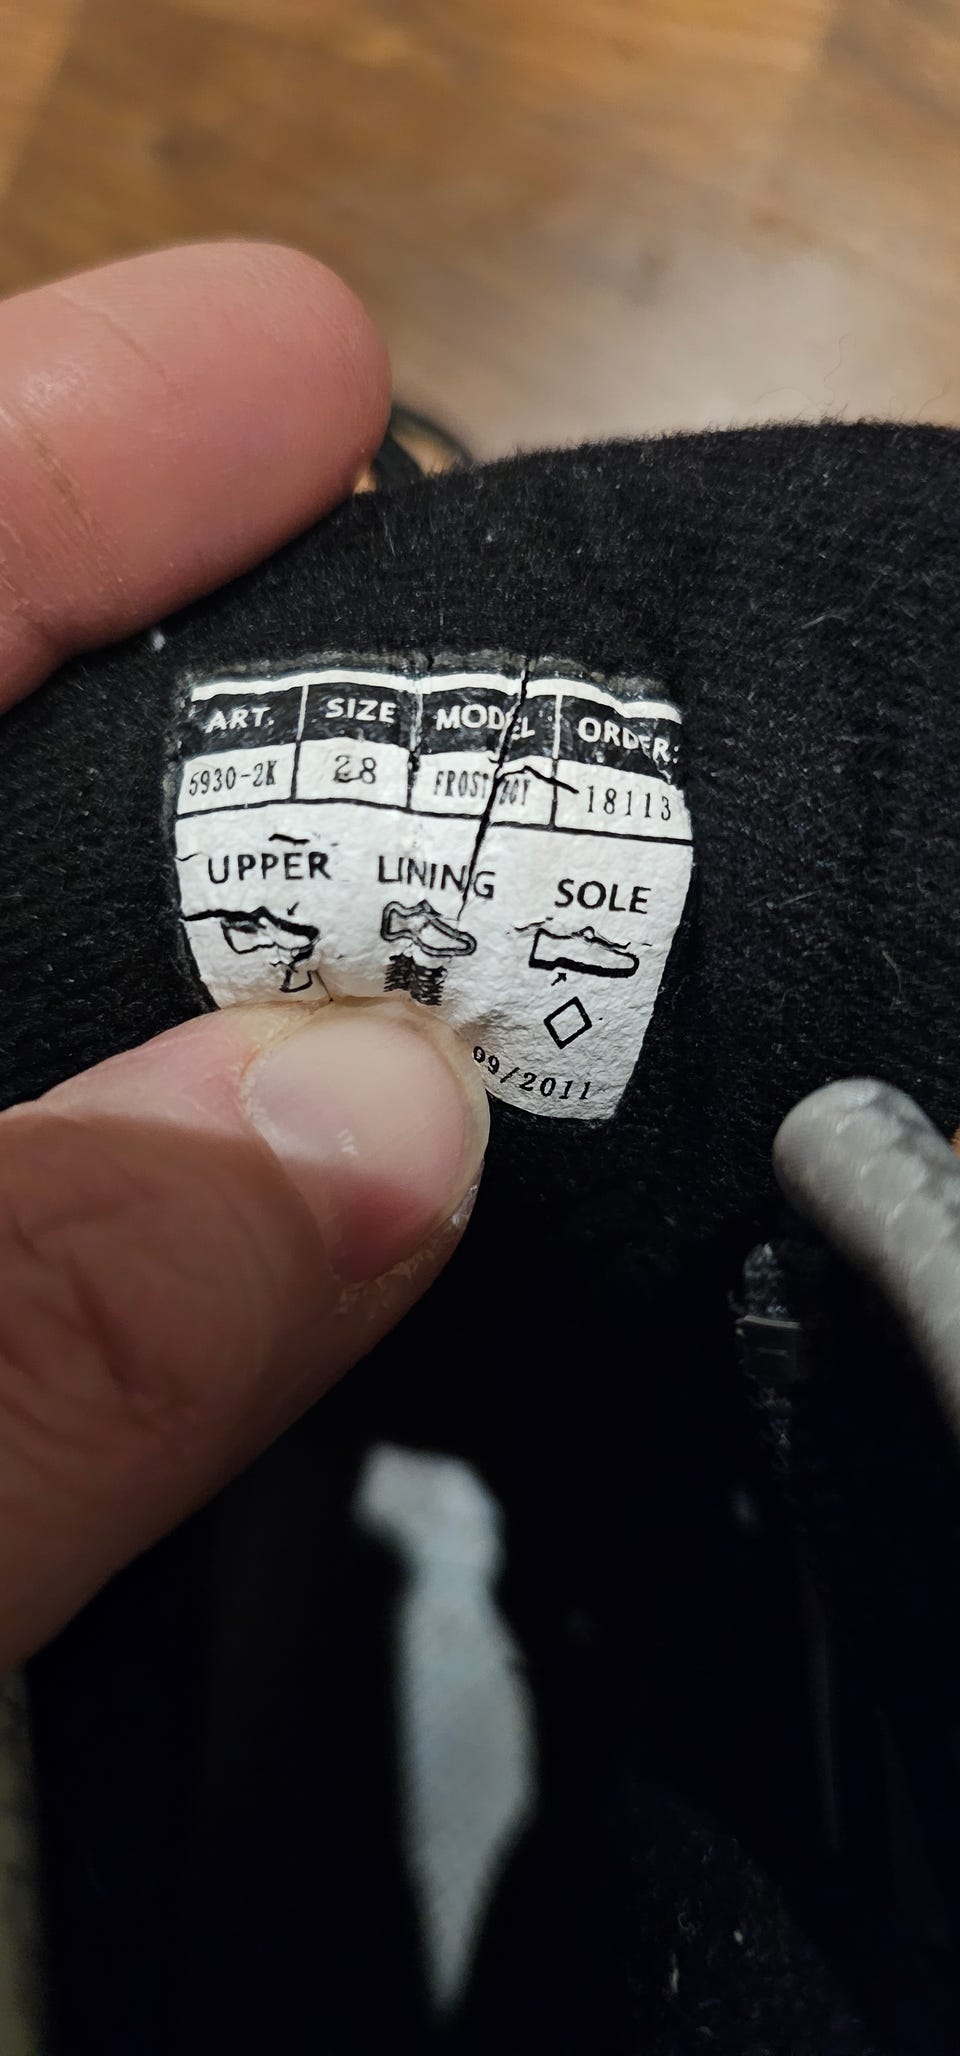 ART. SIZE MODEL ORDER:
5930-2K 28 FROST BOY 18113
UPPER LINING SOLE
09/2011